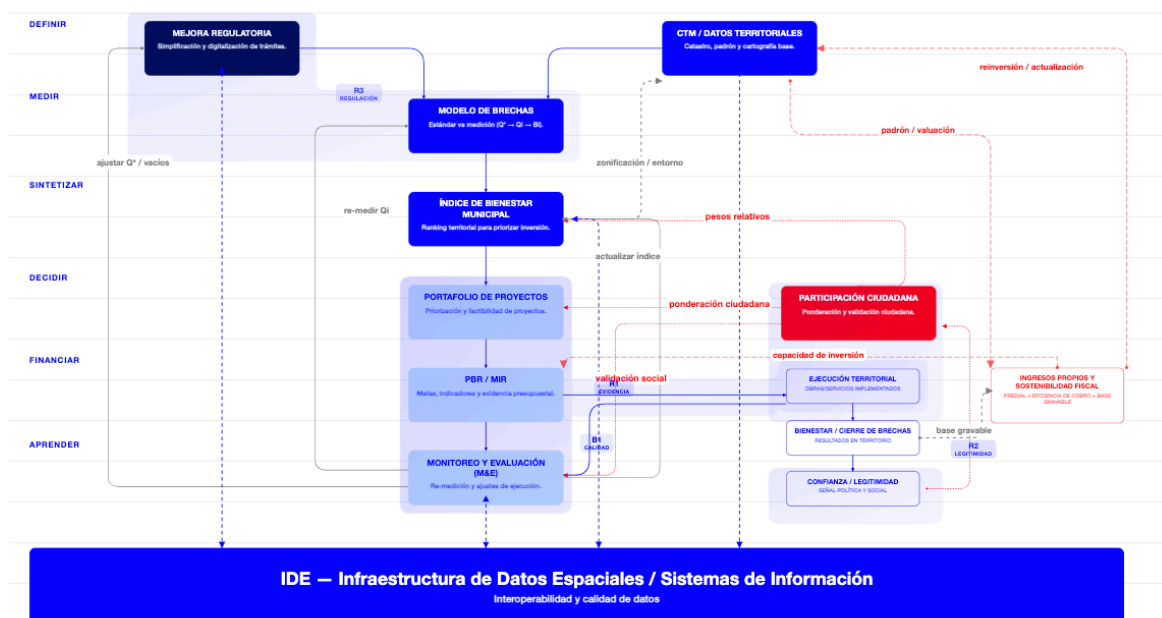 DEFINIR
MEJORA REGULATORIA
Simplificación y digitalización de trámites.
CTM / DATOS TERRITORIALES
Catastro, padrón y cartografía base.
reinversión / actualización
MEDIR
R3
REGULACIÓN
MODELO DE BRECHAS
Estándar vs medición (Q* → Qi → Bi).
padrón / valuación
ajustar Q* / vacíos
zonificación / entorno
SINTETIZAR
ÍNDICE DE BIENESTAR
MUNICIPAL
Ranking territorial para priorizar inversión.
re-medir Qi
pesos relativos
actualizar índice
DECIDIR
PORTAFOLIO DE PROYECTOS
Priorización y factibilidad de proyectos.
ponderación ciudadana
PARTICIPACIÓN CIUDADANA
Ponderación y validación ciudadana.
FINANCIAR
capacidad de inversión
PBR / MIR
Metas, indicadores y evidencia presupuestal.
validación social
R1
EVIDENCIA
EJECUCIÓN TERRITORIAL
OBRAS/SERVICIOS IMPLEMENTADOS
INGRESOS PROPIOS Y
SOSTENIBILIDAD FISCAL
PREDIAL + EFICIENCIA DE COBRO + BASE
GRAVABLE
APRENDER
B1
CALIDAD
BIENESTAR / CIERRE DE BRECHAS
RESULTADOS EN TERRITORIO
base gravable
R2
LEGITIMIDAD
MONITOREO Y EVALUACIÓN
(M&E)
Re-medición y ajustes de ejecución.
CONFIANZA / LEGITIMIDAD
SEÑAL POLÍTICA Y SOCIAL
IDE — Infraestructura de Datos Espaciales / Sistemas de Información
Interoperabilidad y calidad de datos